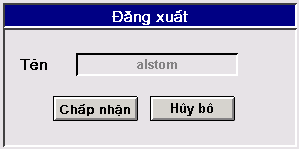 Đăng xuất
Tên alstom
Chấp nhận Hủy bỏ